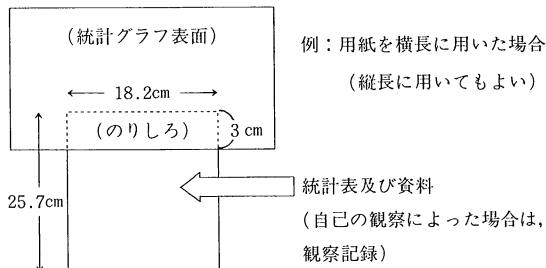 (統計グラフ表面)
18.2cm
(のりしろ)
3cm
25.7cm
例：用紙を横長に用いた場合
(縦長に用いてもよい)
統計表及び資料
(自己の観察によった場合は,
観察記録)